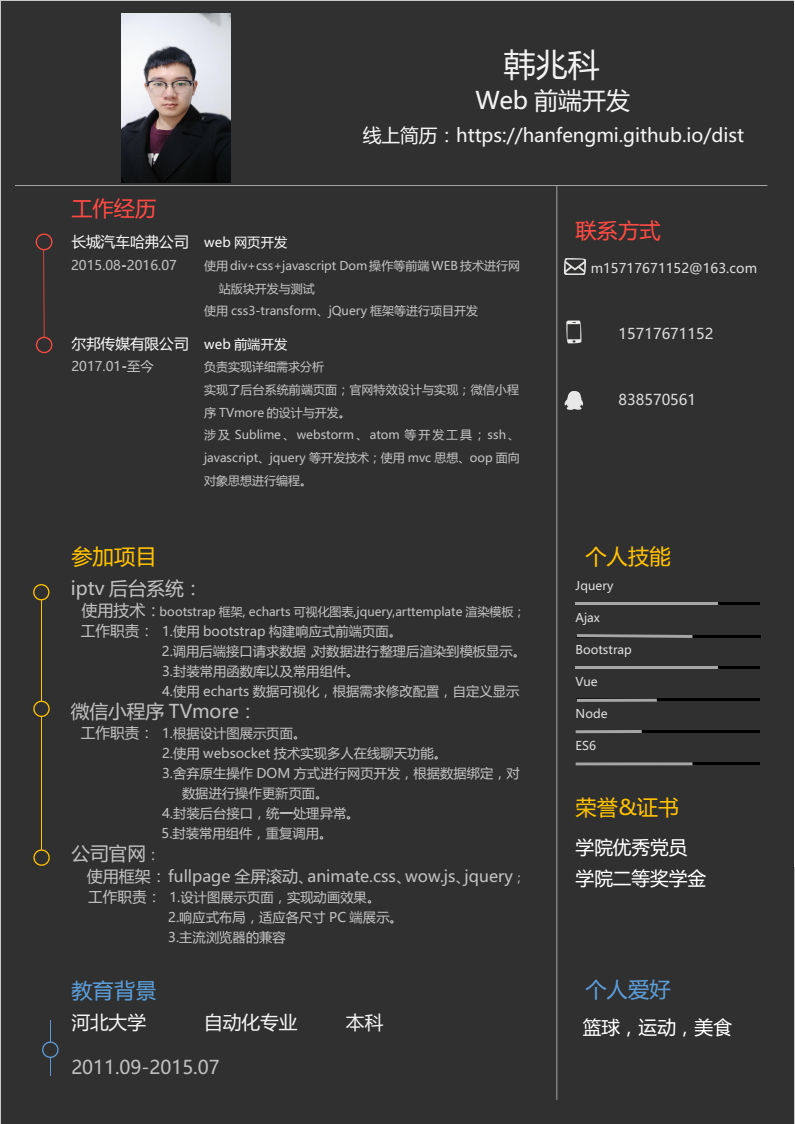 韩兆科
Web 前端开发
线上简历：https://hanfengmi.github.io/dist
工作经历
长城汽车哈弗公司 web 网页开发
2015.08-2016.07 使用 div+css+javascript Dom 操作等前端 WEB 技术进行网
站版块开发与测试
使用 css3-transform、jQuery 框架等进行项目开发
尔邦传媒有限公司 web 前端开发
2017.01-至今 负责实现详细需求分析
实现了后台系统前端页面；官网特效设计与实现；微信小程
序 TVmore 的设计与开发。
涉及 Sublime、webstorm、atom 等开发工具；ssh、
javascript、jquery 等开发技术；使用 mvc 思想、oop 面向
对象思想进行编程。
联系方式
m15717671152@163.com
15717671152
838570561
参加项目
iptv 后台系统：
使用技术：bootstrap 框架, echarts 可视化图表,jquery,arttemplate 渲染模板；
工作职责： 1.使用 bootstrap 构建响应式前端页面。
2.调用后端接口请求数据 ,对数据进行整理后渲染到模板显示。
3.封装常用函数库以及常用组件。
4.使用 echarts 数据可视化，根据需求修改配置，自定义显示
微信小程序 TVmore：
工作职责： 1.根据设计图展示页面。
2.使用 websocket 技术实现多人在线聊天功能。
3.舍弃原生操作 DOM 方式进行网页开发，根据数据绑定，对
数据进行操作更新页面。
4.封装后台接口，统一处理异常。
5.封装常用组件，重复调用。
公司官网：
使用框架：fullpage 全屏滚动、animate.css、wow.js、jquery；
工作职责： 1.设计图展示页面，实现动画效果。
2.响应式布局，适应各尺寸 PC 端展示。
3.主流浏览器的兼容
个人技能
Jquery
Ajax
Bootstrap
Vue
Node
ES6
荣誉&证书
学院优秀党员
学院二等奖学金
教育背景
河北大学 自动化专业 本科
2011.09-2015.07
个人爱好
篮球，运动，美食